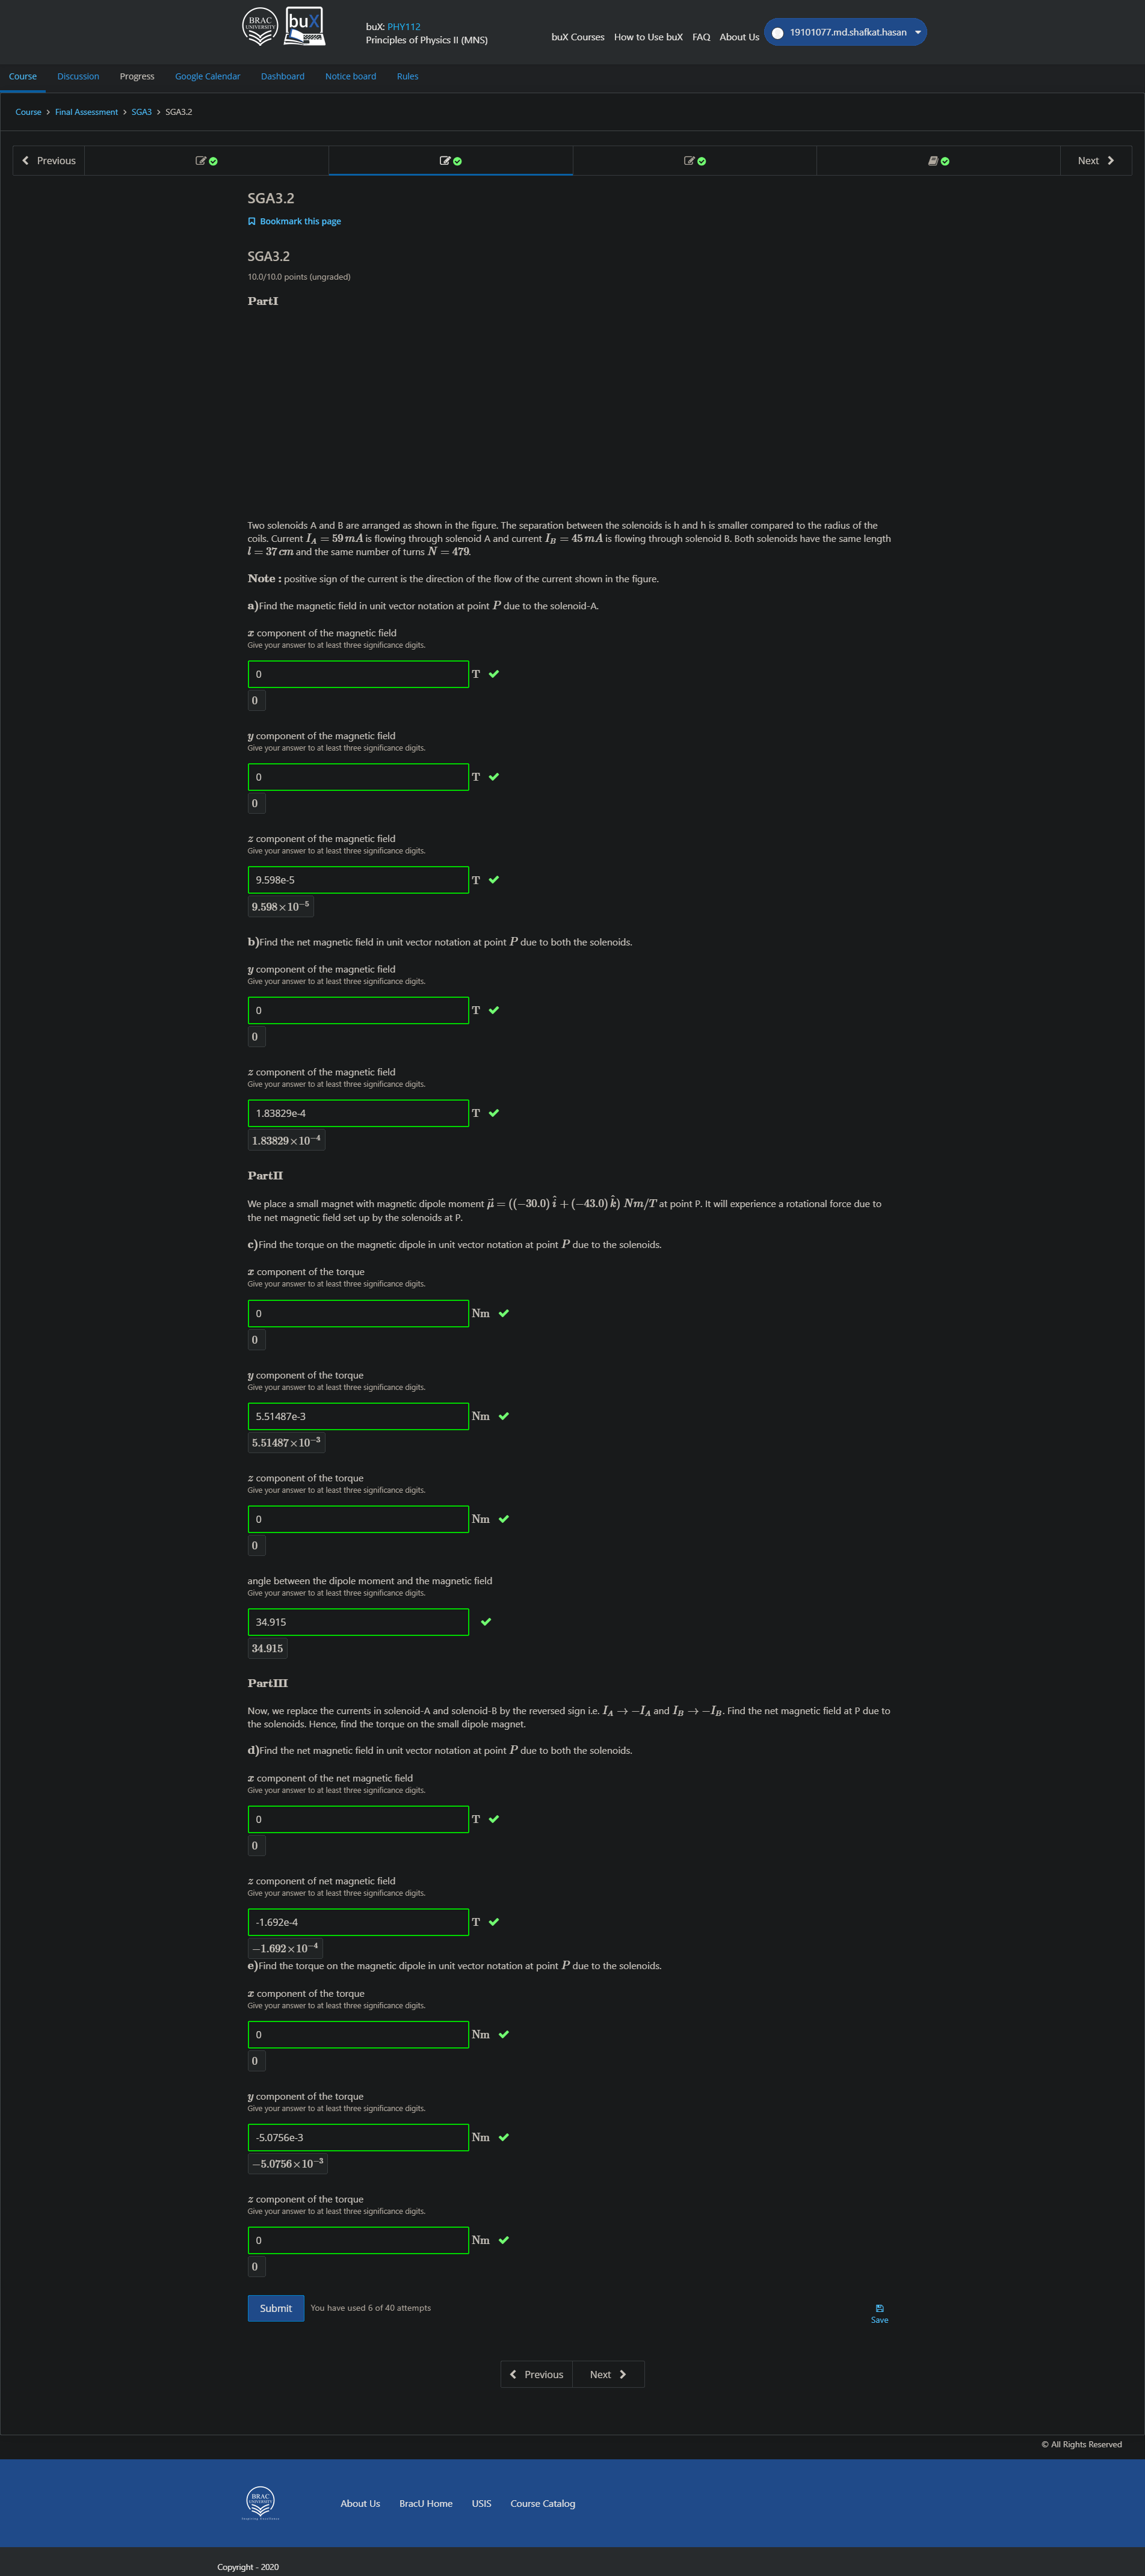 BRAC
UNIVERSITY
buX
buX: PHY112
Principles of Physics II (MNS)
buX Courses How to Use buX FAQ About Us 19101077.md.shafkat.hasan
Course Discussion Progress Google Calendar Dashboard Notice board Rules
Course > Final Assessment > SGA3 > SGA3.2
Previous Next
SGA3.2
Bookmark this page
SGA3.2
10.0/10.0 points (ungraded)
PartI
Two solenoids A and B are arranged as shown in the figure. The separation between the solenoids is h and h is smaller compared to the radius of the
coils. Current I_A = 59 mA is flowing through solenoid A and current I_B = 45 mA is flowing through solenoid B. Both solenoids have the same length
l = 37 cm and the same number of turns N = 479.
Note : positive sign of the current is the direction of the flow of the current shown in the figure.
a)Find the magnetic field in unit vector notation at point P due to the solenoid-A.
x component of the magnetic field
Give your answer to at least three significance digits.
0 T
0
y component of the magnetic field
Give your answer to at least three significance digits.
0 T
0
z component of the magnetic field
Give your answer to at least three significance digits.
9.598e-5 T
9.598×10⁻⁵
b)Find the net magnetic field in unit vector notation at point P due to both the solenoids.
y component of the magnetic field
Give your answer to at least three significance digits.
0 T
0
z component of the magnetic field
Give your answer to at least three significance digits.
1.83829e-4 T
1.83829×10⁻⁴
PartII
We place a small magnet with magnetic dipole moment μ⃗ = ((−30.0) î + (−43.0) k̂) Nm/T at point P. It will experience a rotational force due to
the net magnetic field set up by the solenoids at P.
c)Find the torque on the magnetic dipole in unit vector notation at point P due to the solenoids.
x component of the torque
Give your answer to at least three significance digits.
0 Nm
0
y component of the torque
Give your answer to at least three significance digits.
5.51487e-3 Nm
5.51487×10⁻³
z component of the torque
Give your answer to at least three significance digits.
0 Nm
0
angle between the dipole moment and the magnetic field
Give your answer to at least three significance digits.
34.915
34.915
PartIII
Now, we replace the currents in solenoid-A and solenoid-B by the reversed sign i.e. I_A → −I_A and I_B → −I_B. Find the net magnetic field at P due to
the solenoids. Hence, find the torque on the small dipole magnet.
d)Find the net magnetic field in unit vector notation at point P due to both the solenoids.
x component of the net magnetic field
Give your answer to at least three significance digits.
0 T
0
z component of net magnetic field
Give your answer to at least three significance digits.
-1.692e-4 T
−1.692×10⁻⁴
e)Find the torque on the magnetic dipole in unit vector notation at point P due to the solenoids.
x component of the torque
Give your answer to at least three significance digits.
0 Nm
0
y component of the torque
Give your answer to at least three significance digits.
-5.0756e-3 Nm
−5.0756×10⁻³
z component of the torque
Give your answer to at least three significance digits.
0 Nm
0
Submit You have used 6 of 40 attempts
Save
Previous Next
© All Rights Reserved
BRAC
UNIVERSITY
About Us BracU Home USIS Course Catalog
Copyright - 2020